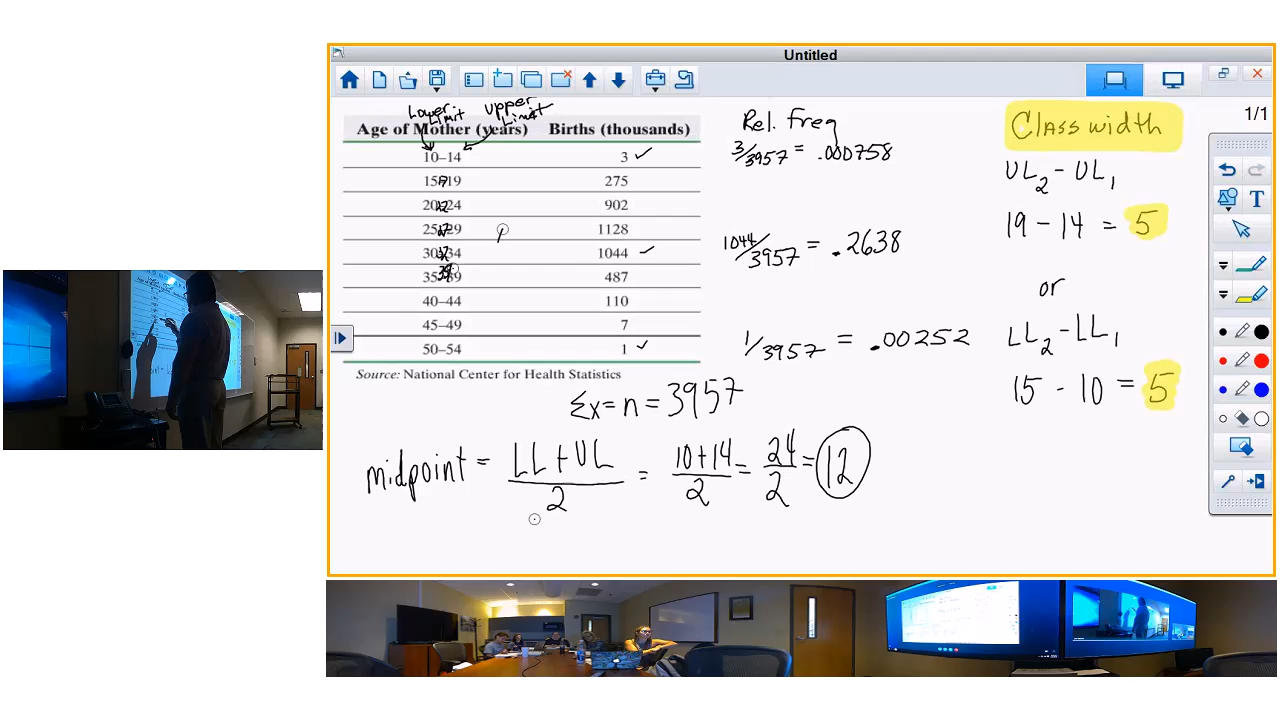 Untitled
1/1
Lower Limit
Upper Limit
Age of Mother (years) Births (thousands)
10–14 3 ✓
15–19 275
20–24 902
25–29 1128
30–34 1044 ✓
35–39 487
40–44 110
45–49 7
50–54 1 ✓
Source: National Center for Health Statistics
Rel. freq
3/3957 = .000758
1044/3957 = .2638
1/3957 = .00252
Class width
UL2 - UL1
19 - 14 = 5
or
LL2 - LL1
15 - 10 = 5
Σx = n = 3957
midpoint = LL + UL / 2 = 10+14 / 2 = 24 / 2 = 12
T